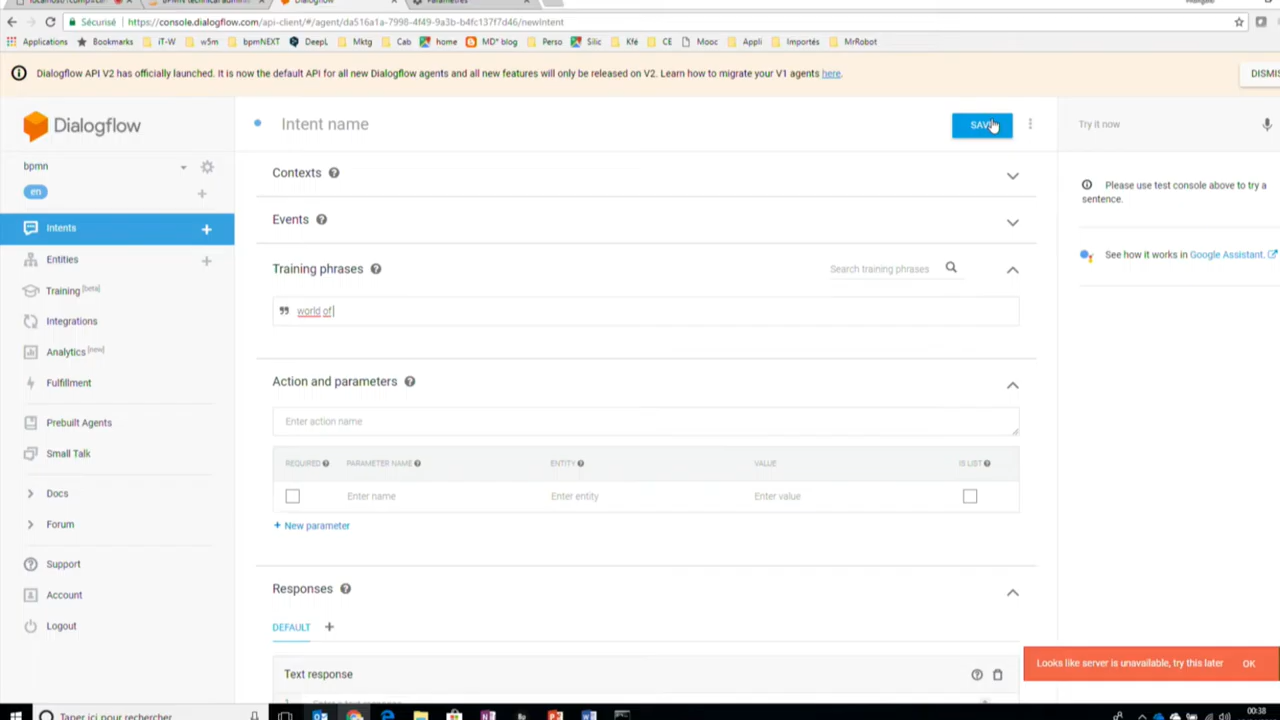 Dialogflow
Paramètres
Sécurisé https://console.dialogflow.com/api-client/#/agent/da516a1a-7998-4f49-9a3b-b4fc137f7d46/newIntent
Applications Bookmarks iT-W w5m bpmNEXT DeepL Mktg Cab home MD* blog Perso Silic Kfé CE Mooc Appli Importés MrRobot
Dialogflow API V2 has officially launched. It is now the default API for all new Dialogflow agents and all new features will only be released on V2. Learn how to migrate your V1 agents here.
DISMIS
Dialogflow
Intent name
SAVE
Try it now
bpmn
en
Contexts
Please use test console above to try a
sentence.
Events
Intents
See how it works in Google Assistant.
Entities
Training phrases
Search training phrases
Training [beta]
world of
Integrations
Analytics [new]
Action and parameters
Fulfillment
Enter action name
Prebuilt Agents
Small Talk
REQUIRED PARAMETER NAME ENTITY VALUE IS LIST
Enter name Enter entity Enter value
Docs
Forum
+ New parameter
Support
Responses
Account
Logout
DEFAULT +
Looks like server is unavailable, try this later OK
Text response
1
00:38
Taper ici pour rechercher